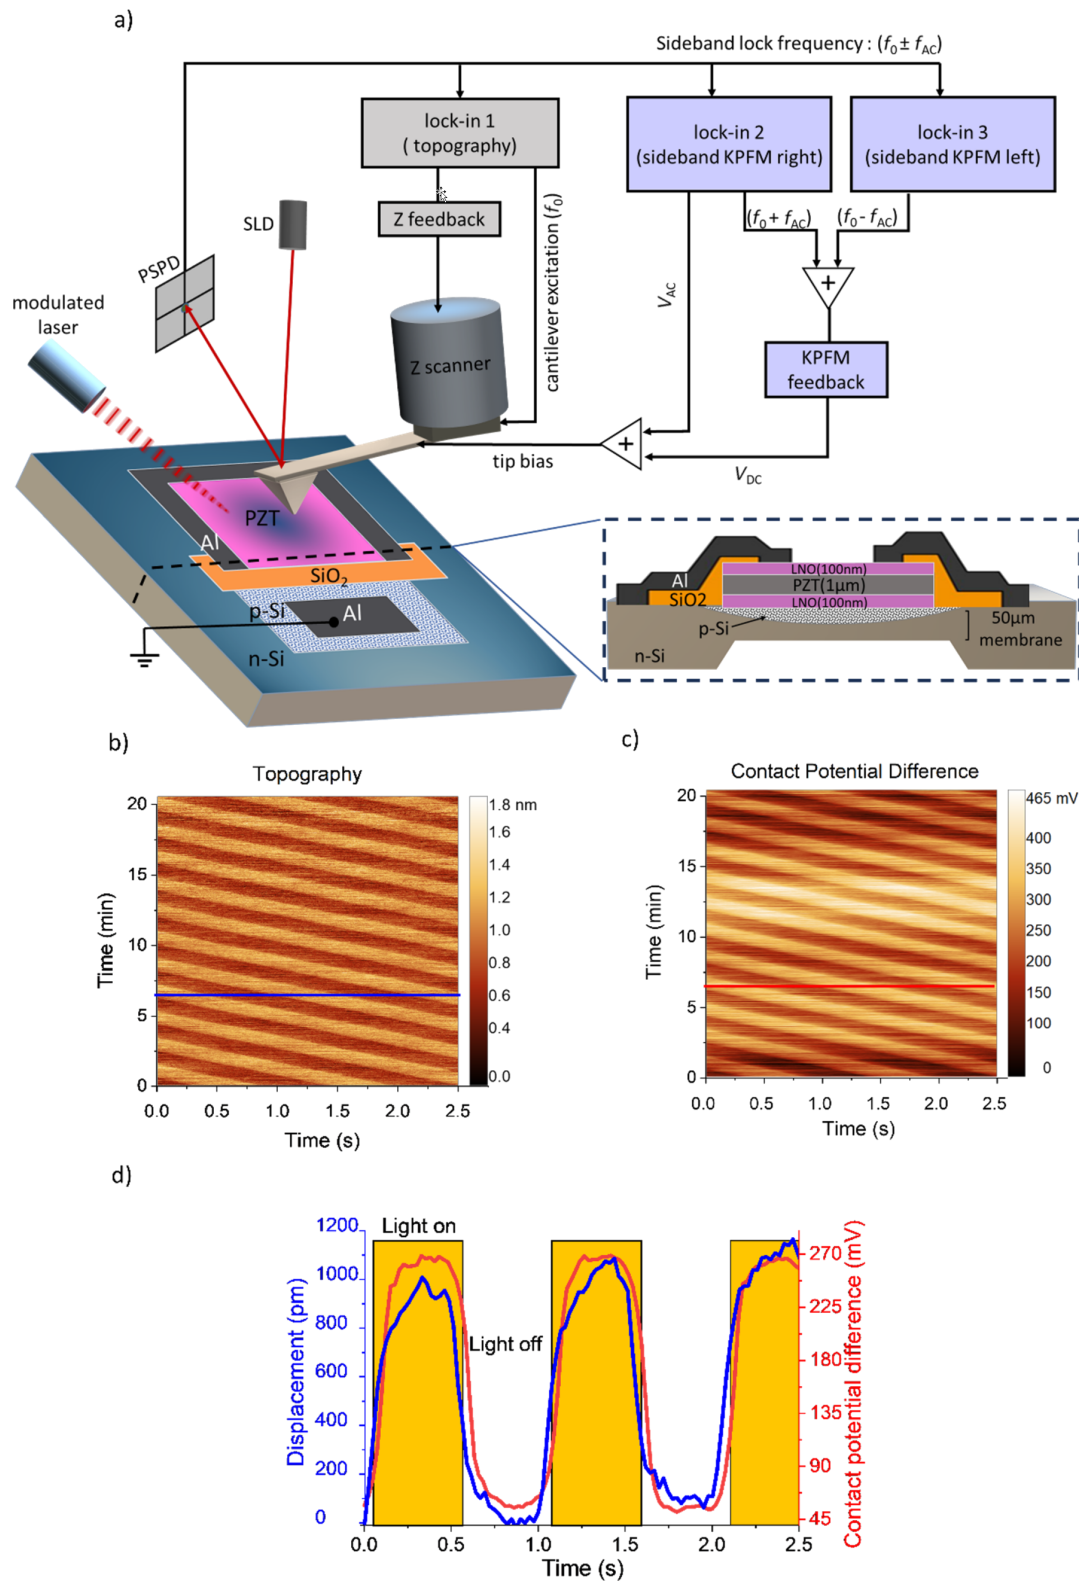 a)
Sideband lock frequency : (f₀ ± f_AC)
lock-in 1
( topography)
lock-in 2
(sideband KPFM right)
lock-in 3
(sideband KPFM left)
Z feedback
cantilever excitation (f₀)
(f₀ + f_AC)
(f₀- f_AC)
SLD
PSPD
modulated
laser
V_AC
+
Z scanner
KPFM
feedback
+
tip bias
V_DC
PZT
Al
SiO₂
p-Si
Al
n-Si
LNO(100nm)
Al
PZT(1µm)
SiO2
LNO(100nm)
p-Si
50µm
membrane
n-Si
b)
Topography
Time (min)
20
15
10
5
0
0.0 0.5 1.0 1.5 2.0 2.5
Time (s)
1.8 nm
1.6
1.4
1.2
1.0
0.8
0.6
0.4
0.0
c)
Contact Potential Difference
Time (min)
20
15
10
5
0
0.0 0.5 1.0 1.5 2.0 2.5
Time (s)
465 mV
400
350
300
250
200
150
100
0
d)
Light on
Light off
Displacement (pm)
1200
1000
800
600
400
200
0
Contact potential difference (mV)
270
225
180
135
90
45
0 0.5 1.0 1.5 2.0 2.5
Time (s)